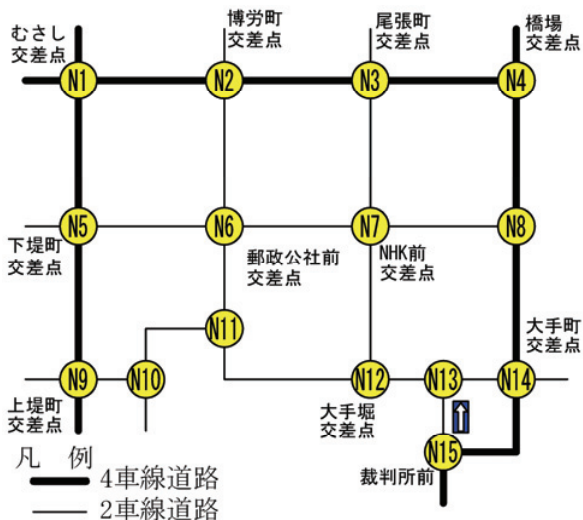 むさし
交差点
博労町
交差点
尾張町
交差点
橋場
交差点
N1
N2
N3
N4
N5
N6
N7
N8
下堤町
交差点
郵政公社前
交差点
NHK前
交差点
N11
大手町
交差点
N9
N10
N12
N13
N14
上堤町
交差点
大手堀
交差点
N15
裁判所前
凡 例
4車線道路
2車線道路